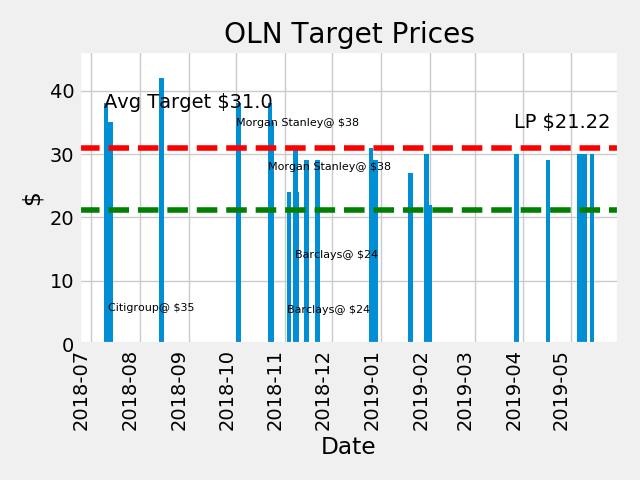 OLN Target Prices
Avg Target $31.0
LP $21.22
Morgan Stanley@ $38
Morgan Stanley@ $38
Barclays@ $24
Citigroup@ $35
Barclays@ $24
$
40
30
20
10
0
2018-07
2018-08
2018-09
2018-10
2018-11
2018-12
2019-01
2019-02
2019-03
2019-04
2019-05
Date